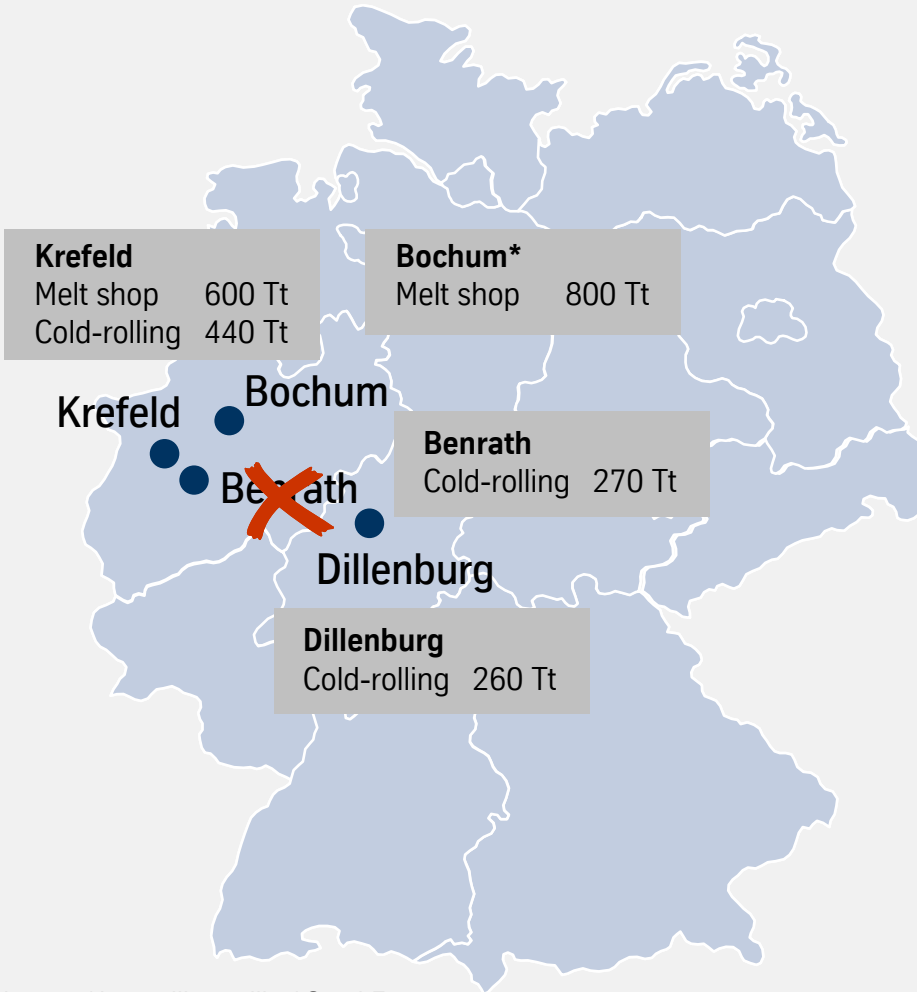 Krefeld
Melt shop 600 Tt
Cold-rolling 440 Tt
Bochum*
Melt shop 800 Tt
Bochum
Krefeld
Benrath
Cold-rolling 270 Tt
Benrath
Dillenburg
Dillenburg
Cold-rolling 260 Tt